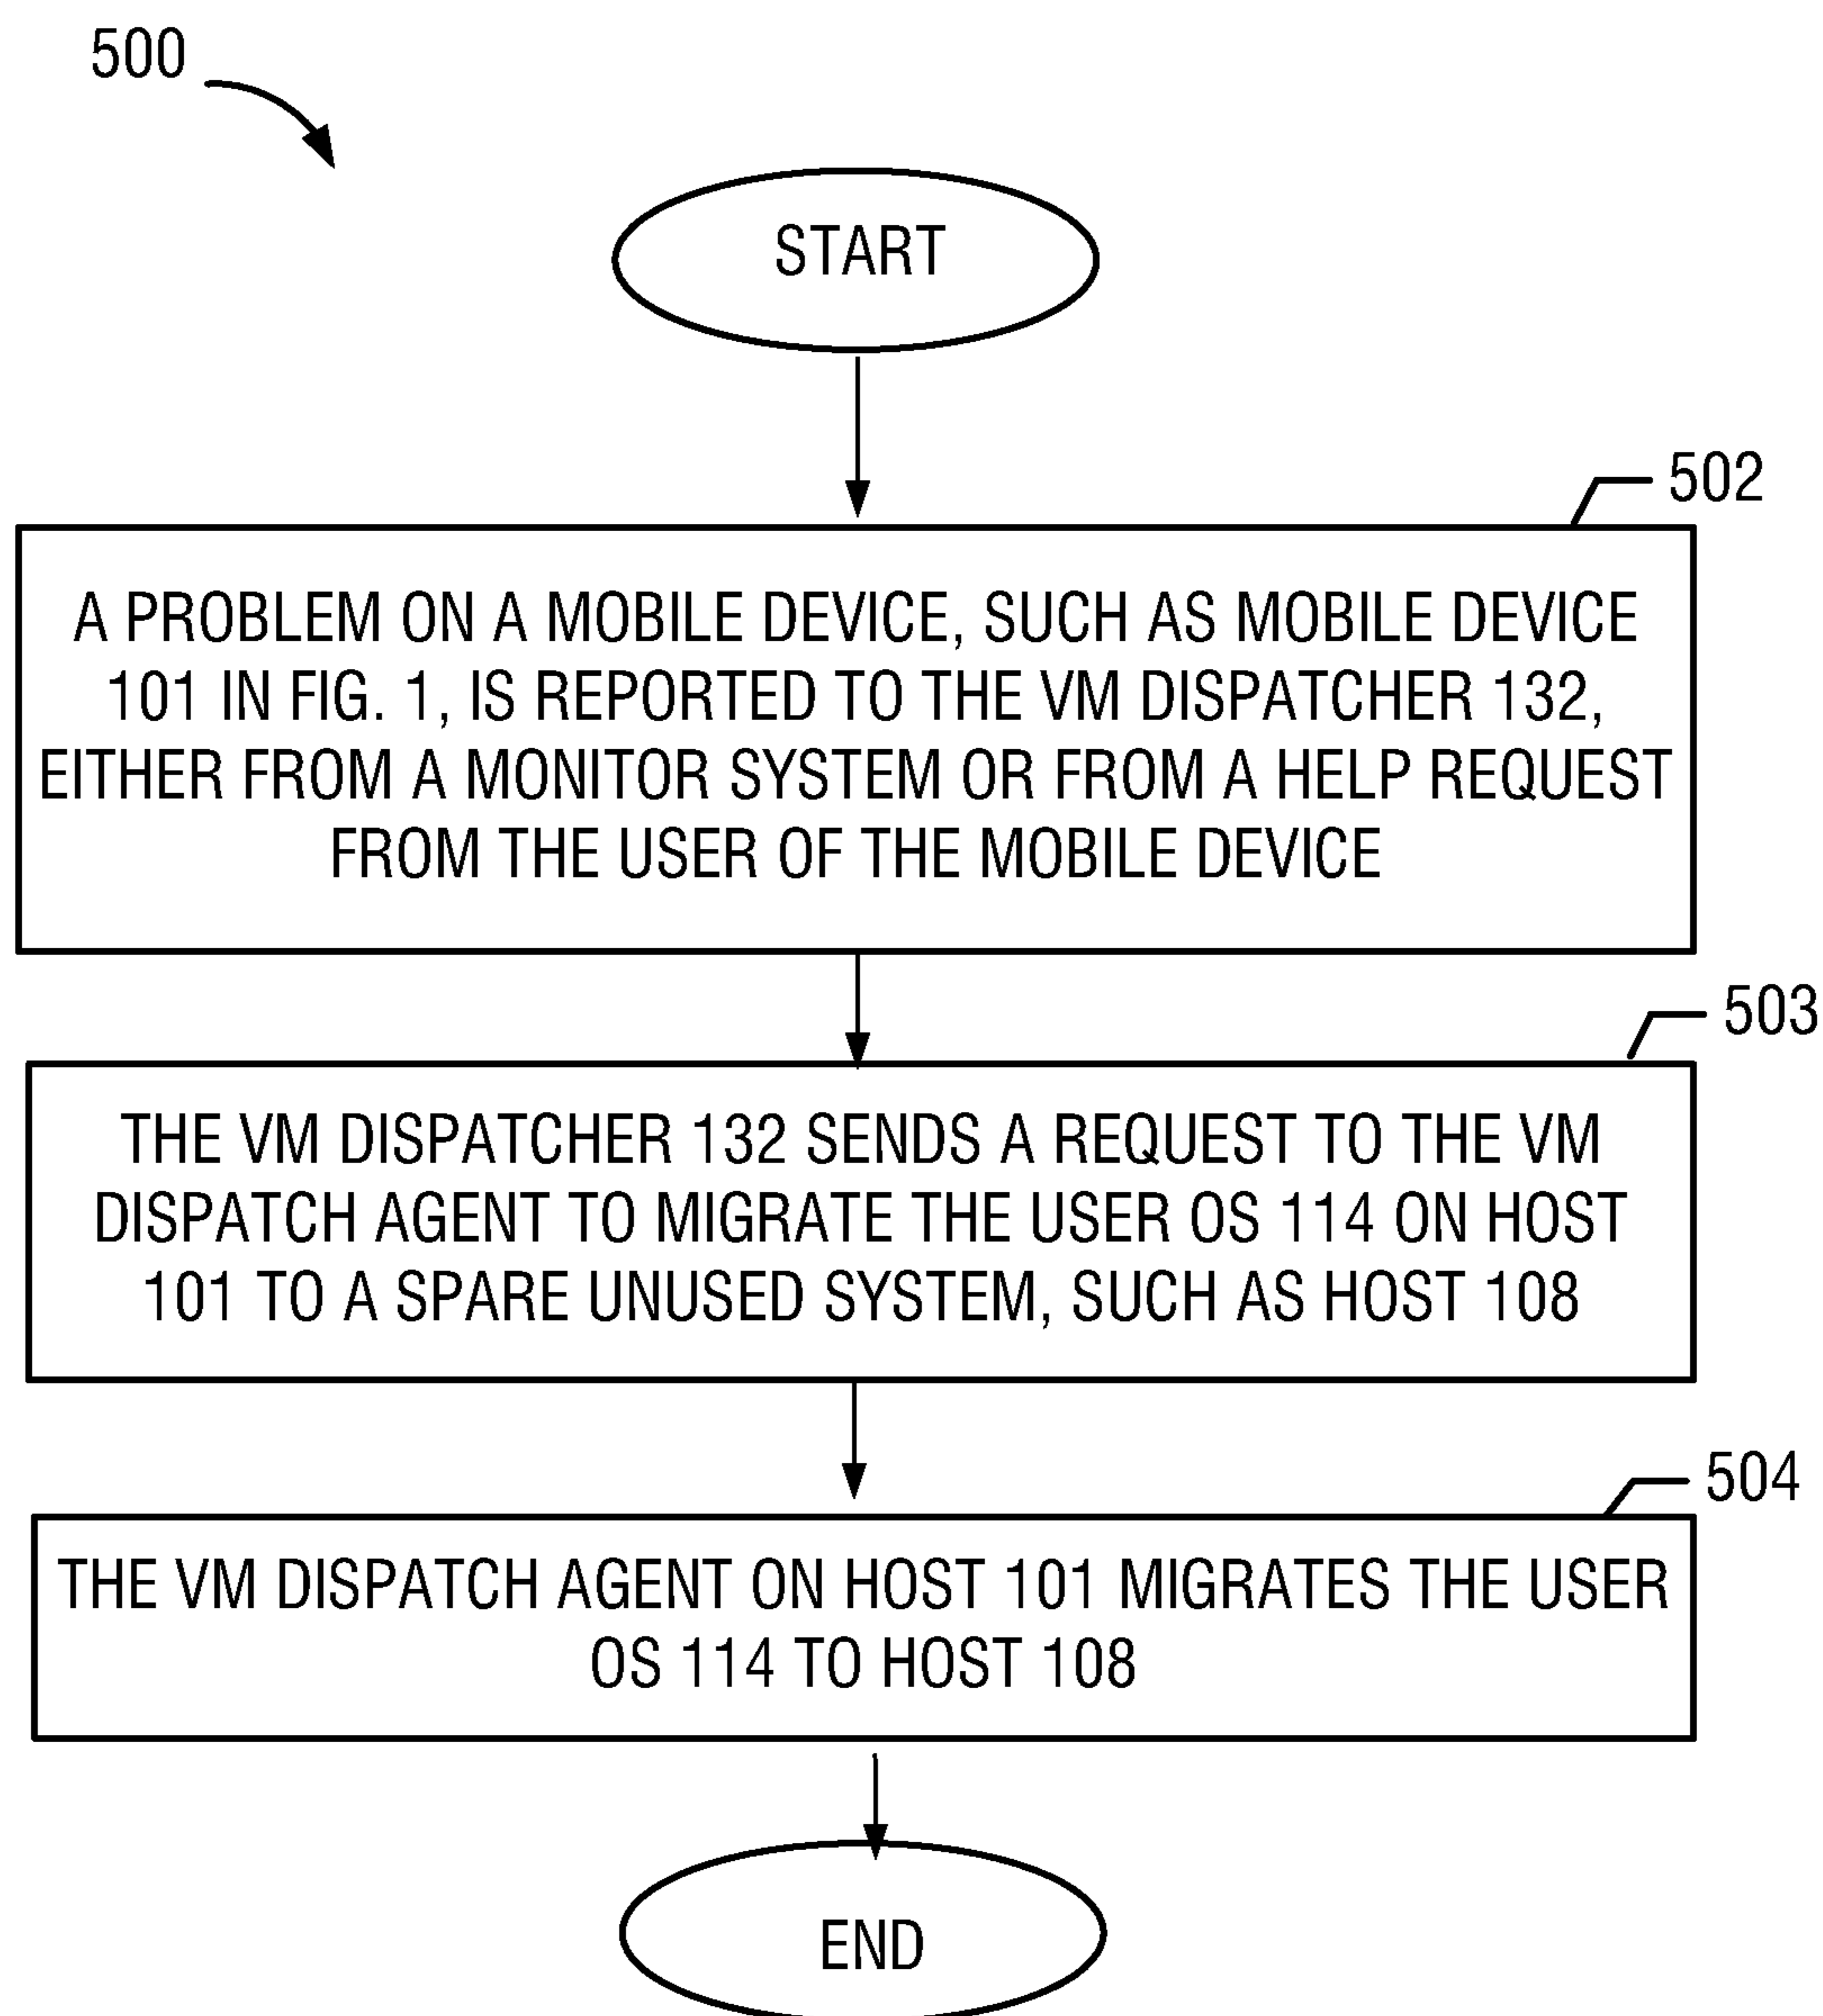 500
START
502
A PROBLEM ON A MOBILE DEVICE, SUCH AS MOBILE DEVICE
101 IN FIG. 1, IS REPORTED TO THE VM DISPATCHER 132,
EITHER FROM A MONITOR SYSTEM OR FROM A HELP REQUEST
FROM THE USER OF THE MOBILE DEVICE
503
THE VM DISPATCHER 132 SENDS A REQUEST TO THE VM
DISPATCH AGENT TO MIGRATE THE USER OS 114 ON HOST
101 TO A SPARE UNUSED SYSTEM, SUCH AS HOST 108
504
THE VM DISPATCH AGENT ON HOST 101 MIGRATES THE USER
OS 114 TO HOST 108
END